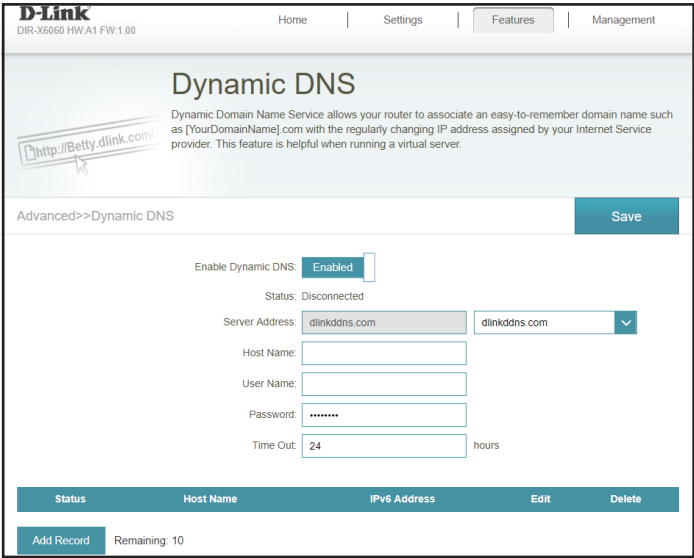 D-Link
DIR-X6060 HW:A1 FW:1.00
Home | Settings | Features | Management
Dynamic DNS
Dynamic Domain Name Service allows your router to associate an easy-to-remember domain name such
as [YourDomainName].com with the regularly changing IP address assigned by your Internet Service
provider. This feature is helpful when running a virtual server.
http://Betty.dlink.com/
Advanced>>Dynamic DNS Save
Enable Dynamic DNS: Enabled
Status: Disconnected
Server Address: dlinkddns.com dlinkddns.com
Host Name:
User Name:
Password: ••••••••
Time Out: 24 hours
Status Host Name IPv6 Address Edit Delete
Add Record Remaining: 10